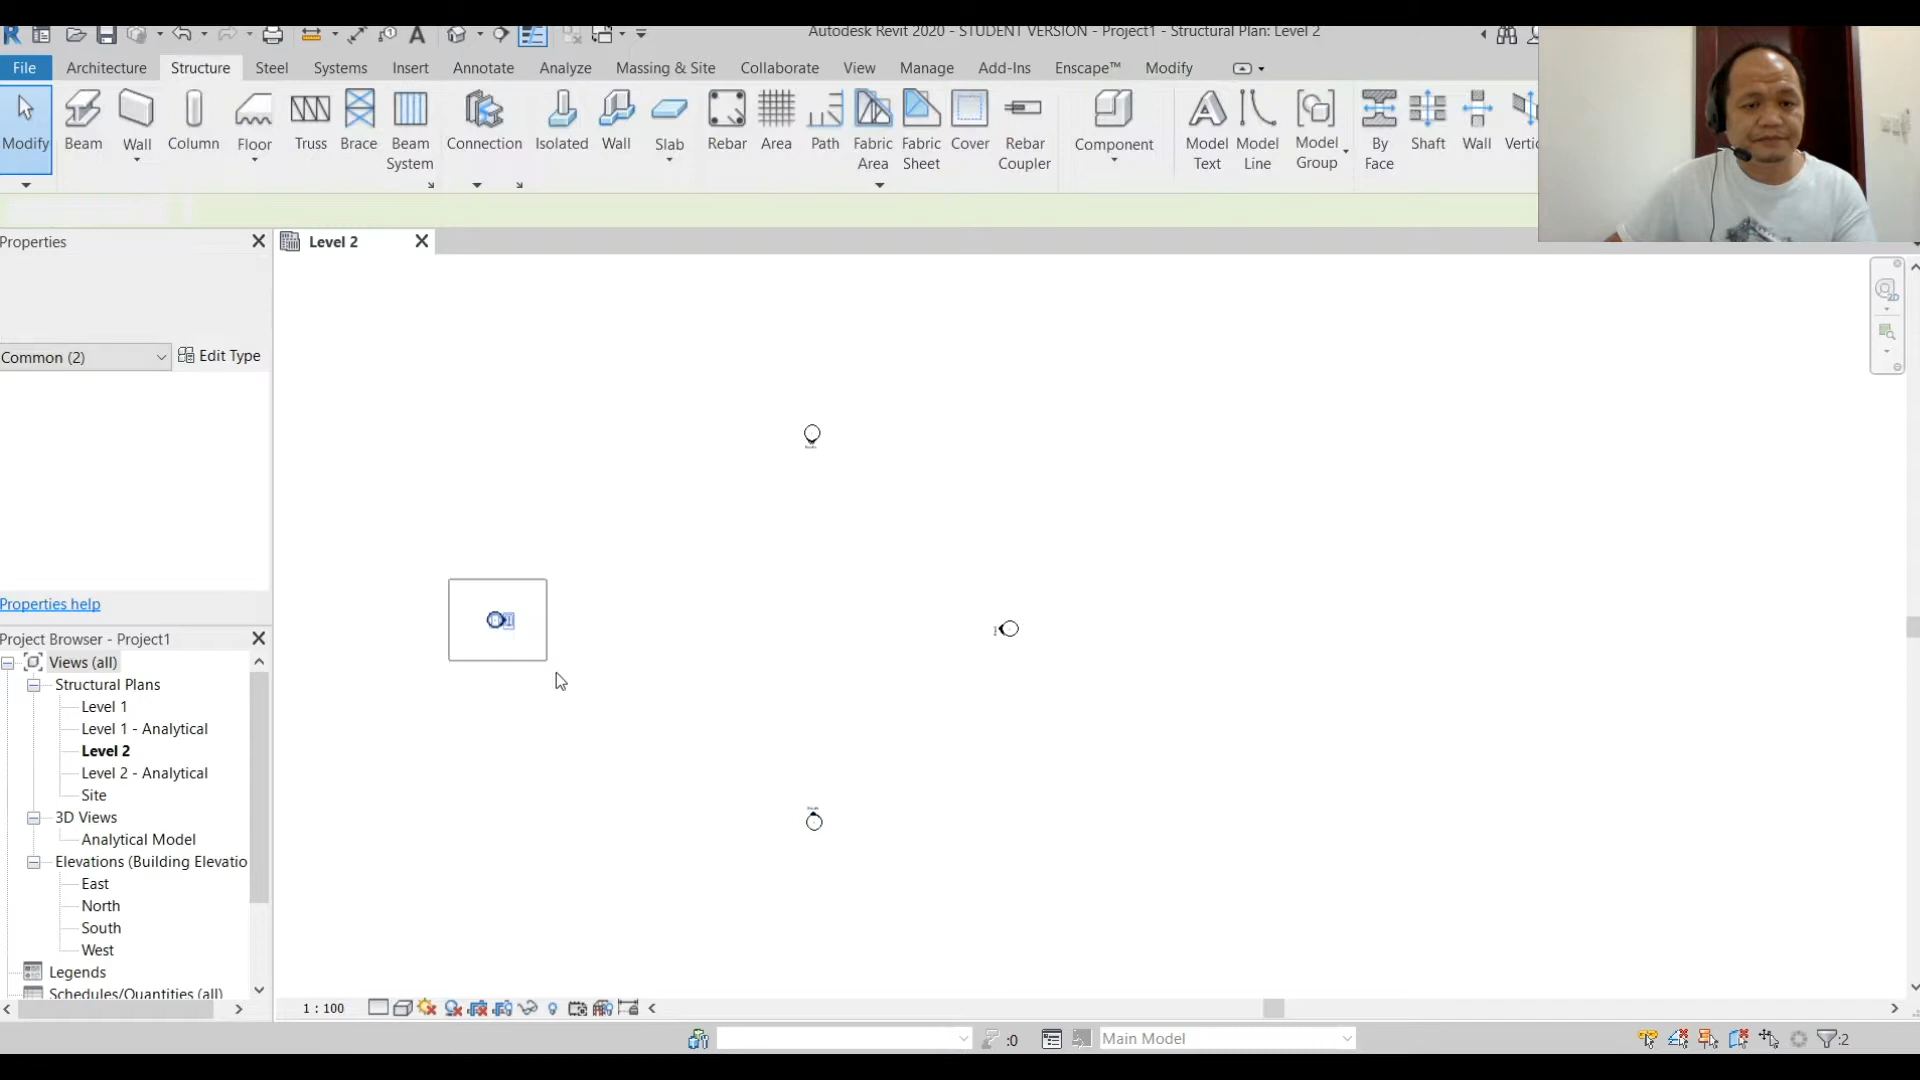 Autodesk Revit 2020 - STUDENT VERSION - Project1 - Structural Plan: Level 2
File Architecture Structure Steel Systems Insert Annotate Analyze Massing & Site Collaborate View Manage Add-Ins Enscape™ Modify
Modify Beam Wall Column Floor Truss Brace Beam System Connection Isolated Wall Slab Rebar Area Path Fabric Area Fabric Sheet Cover Rebar Coupler Component Model Text Model Line Model Group By Face Shaft Wall Vertic
Properties
Level 2
Common (2)
Edit Type
Properties help
Project Browser - Project1
Views (all)
Structural Plans
Level 1
Level 1 - Analytical
Level 2
Level 2 - Analytical
Site
3D Views
Analytical Model
Elevations (Building Elevatio
East
North
South
West
Legends
Schedules/Quantities (all)
1 : 100
:0
Main Model
:2
2D